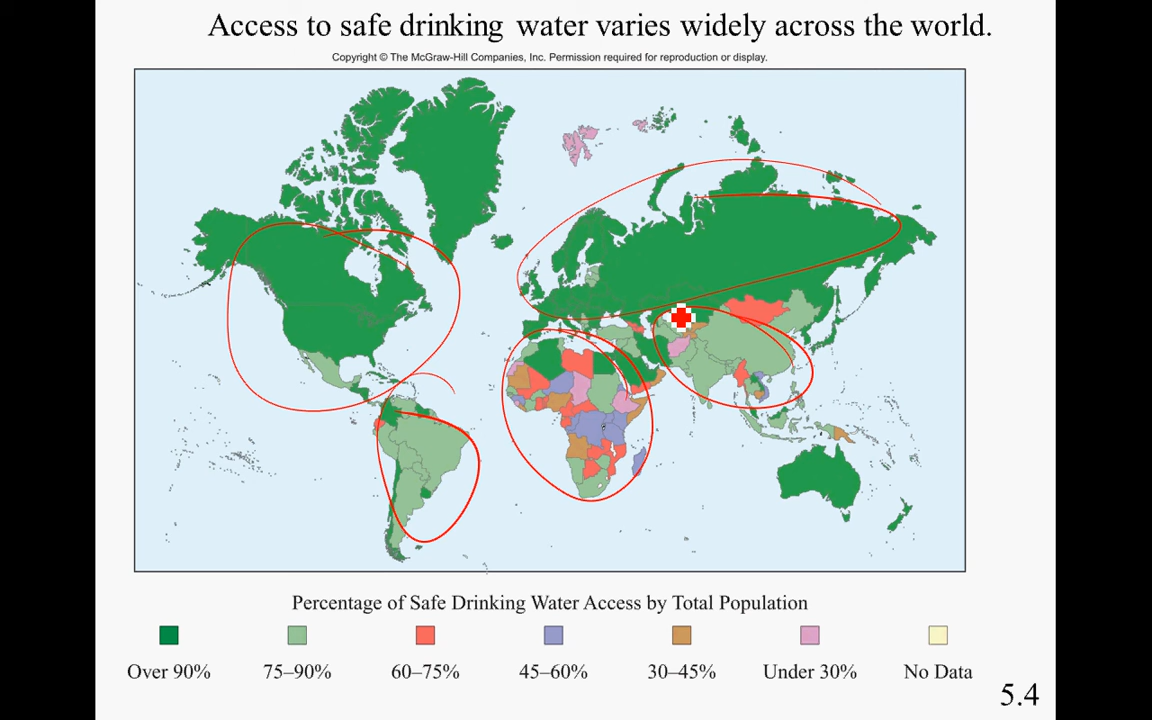 Access to safe drinking water varies widely across the world.
Copyright © The McGraw-Hill Companies, Inc. Permission required for reproduction or display.
Percentage of Safe Drinking Water Access by Total Population
Over 90% 75–90% 60–75% 45–60% 30–45% Under 30% No Data
5.4